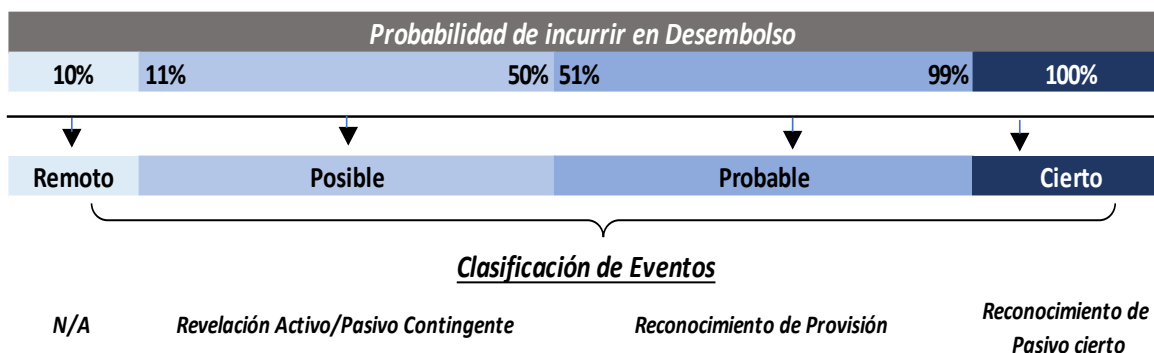 Probabilidad de incurrir en Desembolso
10% 11% 50% 51% 99% 100%
Remoto Posible Probable Cierto
Clasificación de Eventos
N/A Revelación Activo/Pasivo Contingente Reconocimiento de Provisión Reconocimiento de
Pasivo cierto